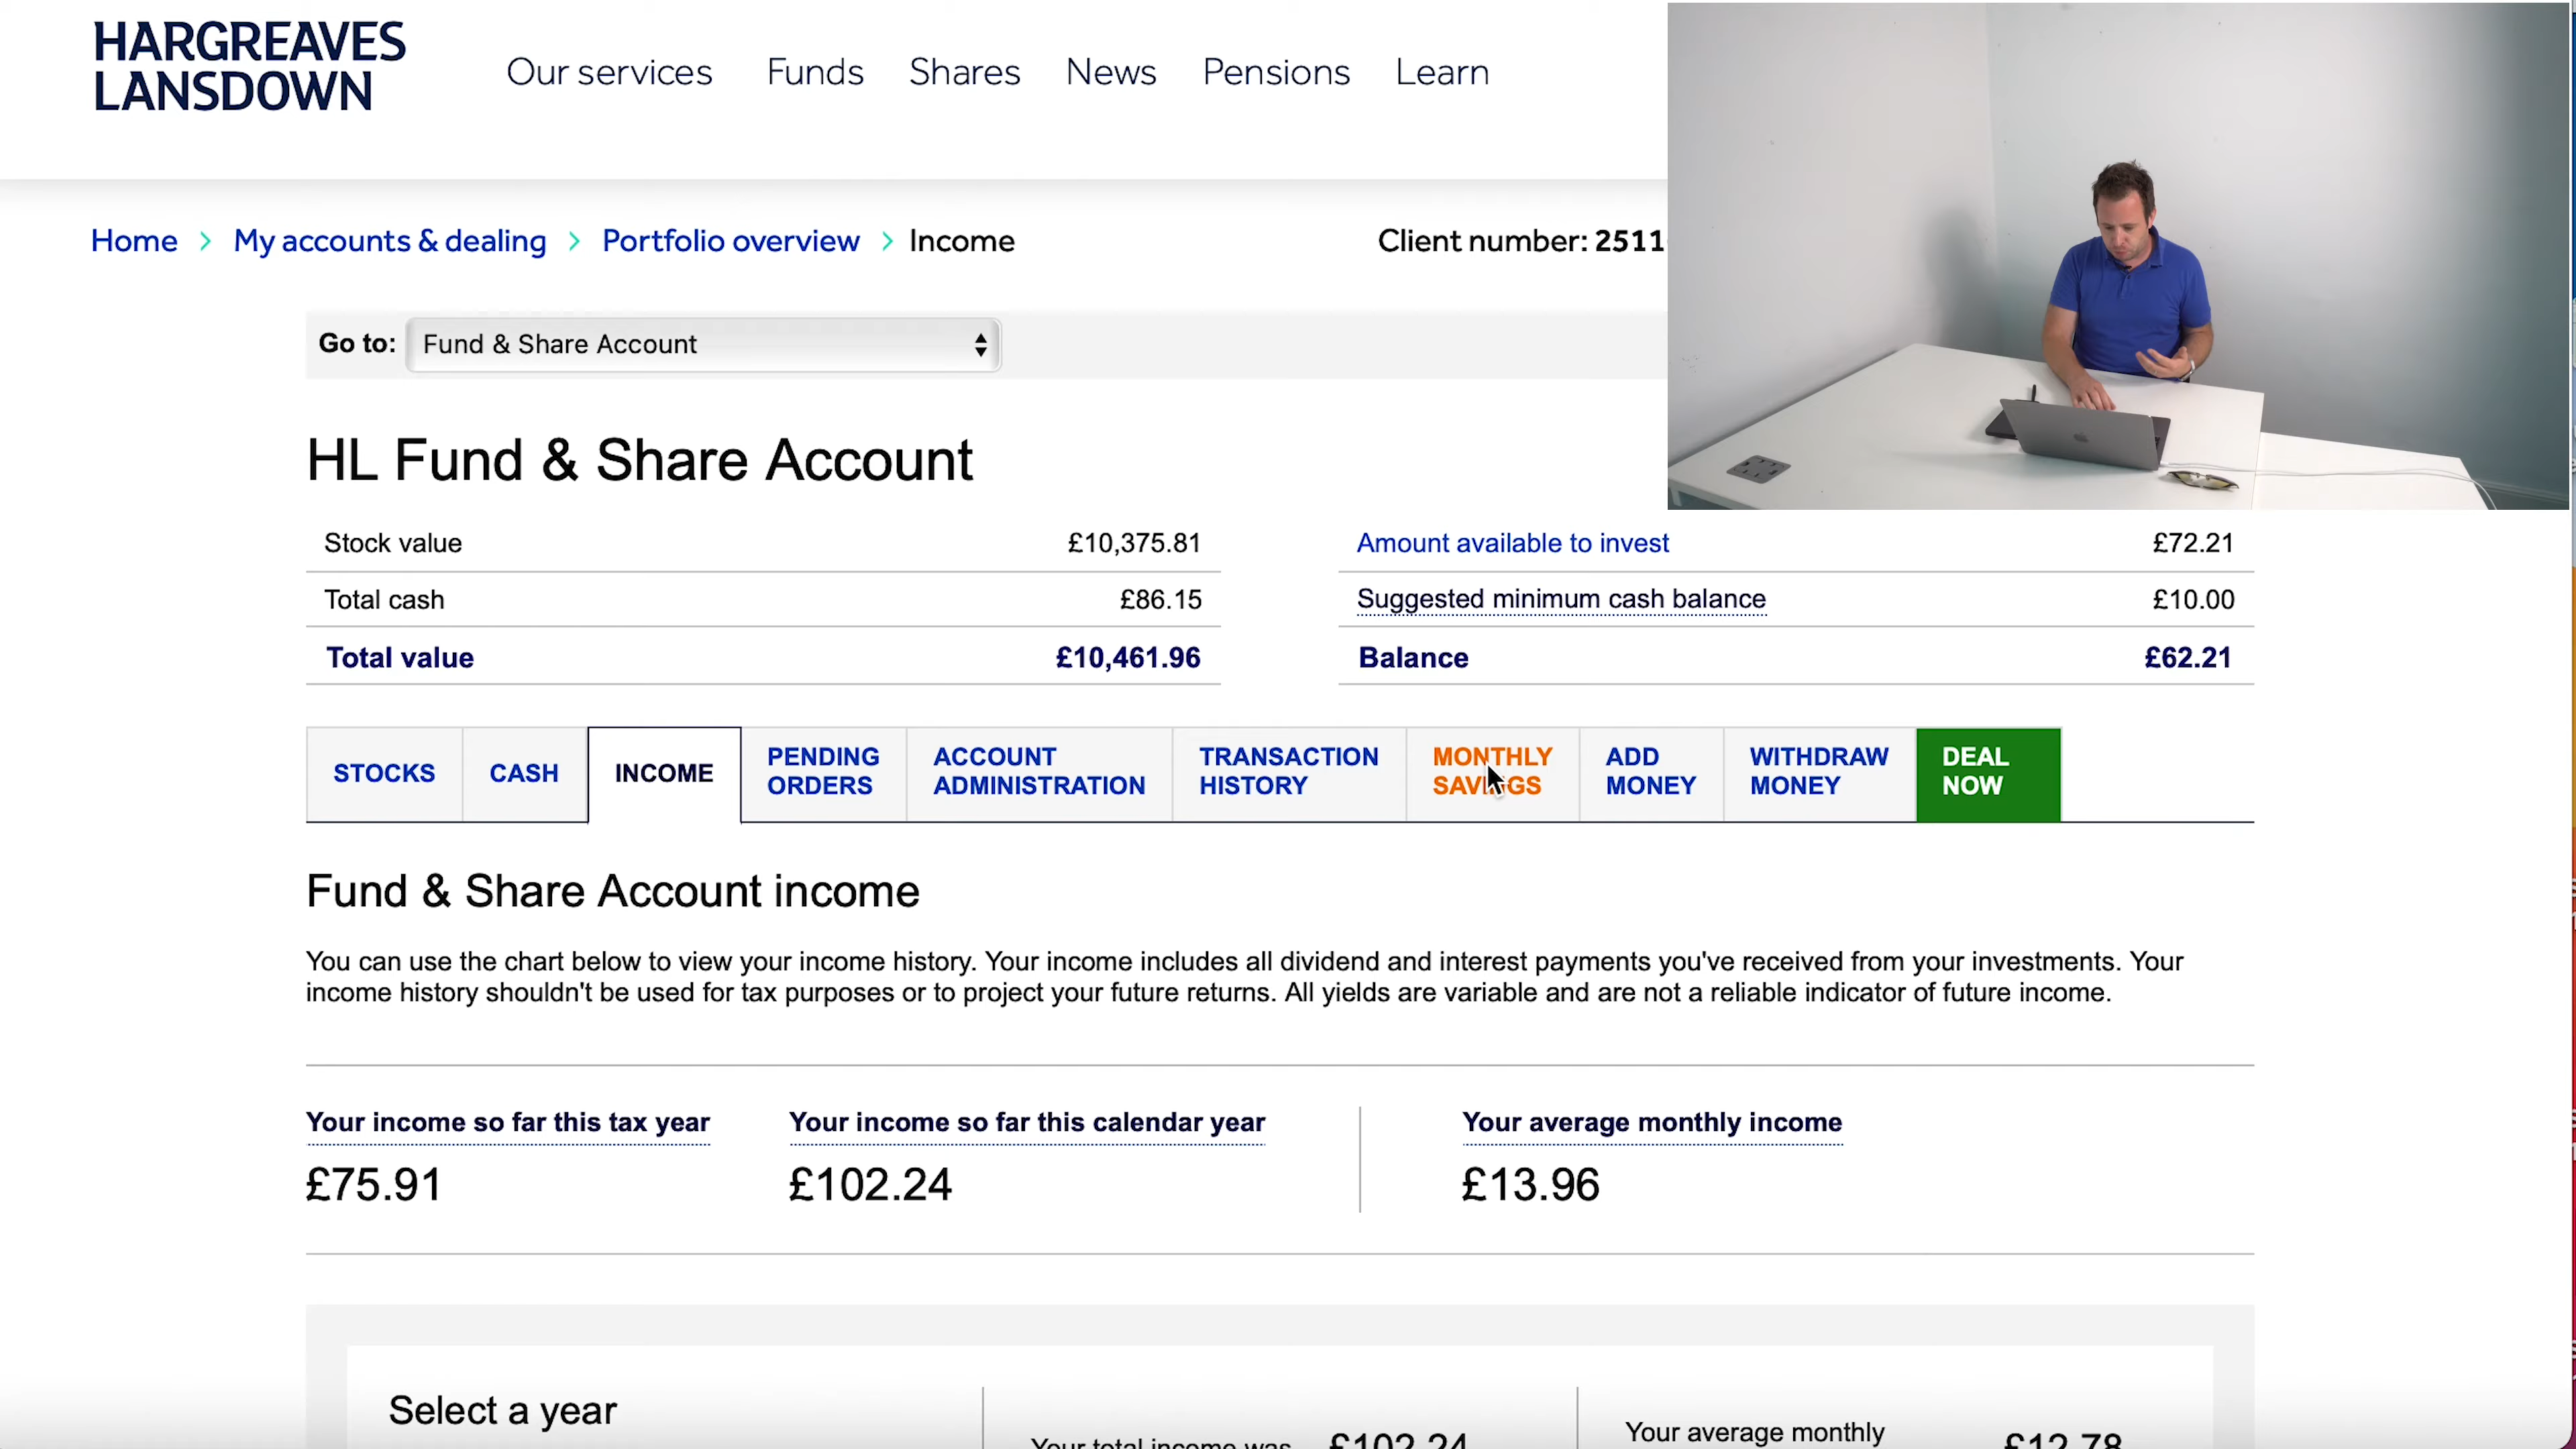 HARGREAVES
LANSDOWN
Our services Funds Shares News Pensions Learn
Home > My accounts & dealing > Portfolio overview > Income Client number: 2511
Go to: Fund & Share Account
HL Fund & Share Account
Stock value £10,375.81 Amount available to invest £72.21
Total cash £86.15 Suggested minimum cash balance £10.00
Total value £10,461.96 Balance £62.21
STOCKS CASH INCOME PENDING ORDERS ACCOUNT ADMINISTRATION TRANSACTION HISTORY MONTHLY SAVINGS ADD MONEY WITHDRAW MONEY DEAL NOW
Fund & Share Account income
You can use the chart below to view your income history. Your income includes all dividend and interest payments you've received from your investments. Your
income history shouldn't be used for tax purposes or to project your future returns. All yields are variable and are not a reliable indicator of future income.
Your income so far this tax year Your income so far this calendar year Your average monthly income
£75.91 £102.24 £13.96
Select a year
Your total income was £102.24 Your average monthly £12.78